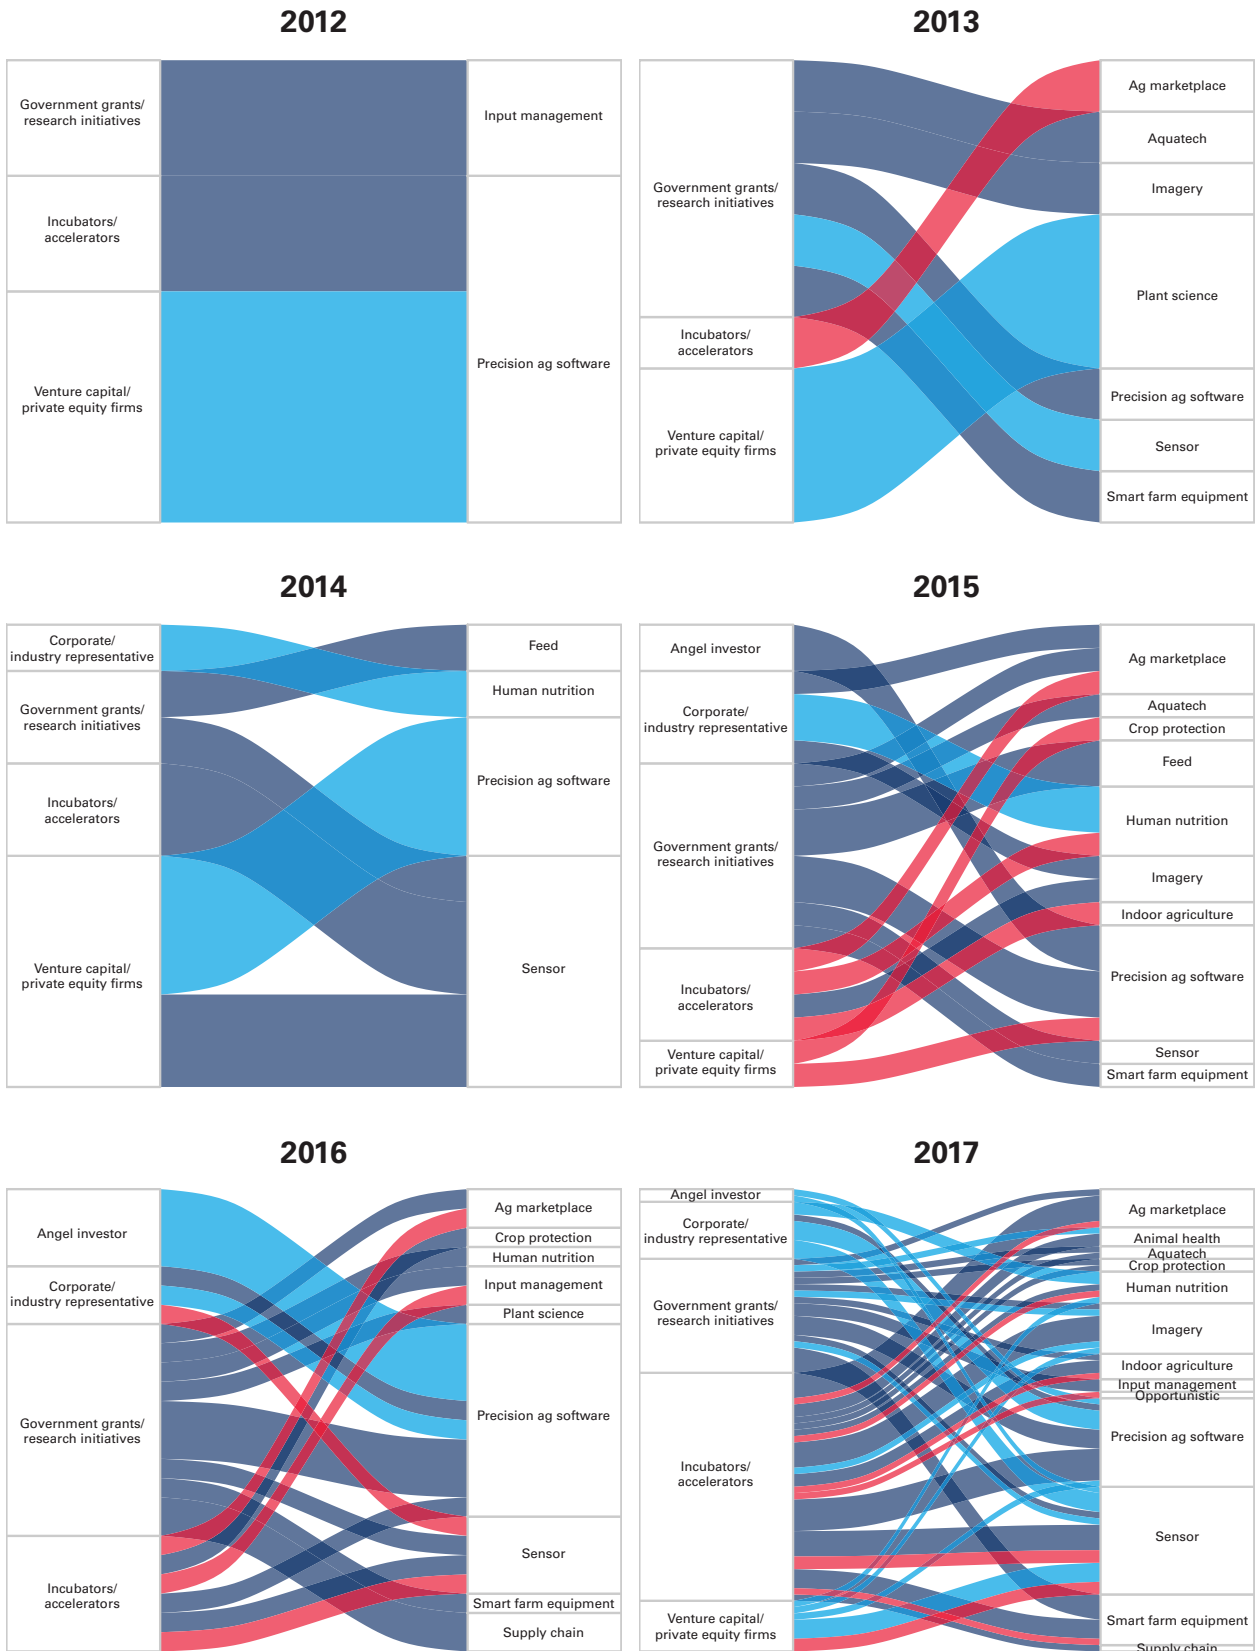 2012
Government grants/
research initiatives
Incubators/
accelerators
Venture capital/
private equity firms
Input management
Precision ag software
2013
Government grants/
research initiatives
Incubators/
accelerators
Venture capital/
private equity firms
Ag marketplace
Aquatech
Imagery
Plant science
Precision ag software
Sensor
Smart farm equipment
2014
Corporate/
industry representative
Government grants/
research initiatives
Incubators/
accelerators
Venture capital/
private equity firms
Feed
Human nutrition
Precision ag software
Sensor
2015
Angel investor
Corporate/
industry representative
Government grants/
research initiatives
Incubators/
accelerators
Venture capital/
private equity firms
Ag marketplace
Aquatech
Crop protection
Feed
Human nutrition
Imagery
Indoor agriculture
Precision ag software
Sensor
Smart farm equipment
2016
Angel investor
Corporate/
industry representative
Government grants/
research initiatives
Incubators/
accelerators
Ag marketplace
Crop protection
Human nutrition
Input management
Plant science
Precision ag software
Sensor
Smart farm equipment
Supply chain
2017
Angel investor
Corporate/
industry representative
Government grants/
research initiatives
Incubators/
accelerators
Venture capital/
private equity firms
Ag marketplace
Animal health
Aquatech
Crop protection
Human nutrition
Imagery
Indoor agriculture
Input management
Opportunistic
Precision ag software
Sensor
Smart farm equipment
Supply chain